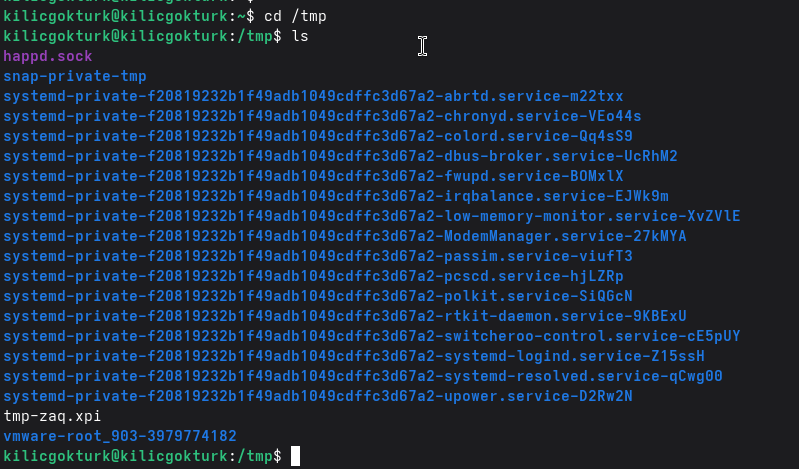 kilicgokturk@kilicgokturk:~$ cd /tmp
kilicgokturk@kilicgokturk:/tmp$ ls
happd.sock
snap-private-tmp
systemd-private-f20819232b1f49adb1049cdffc3d67a2-abrtd.service-m22txx
systemd-private-f20819232b1f49adb1049cdffc3d67a2-chronyd.service-VEo44s
systemd-private-f20819232b1f49adb1049cdffc3d67a2-colord.service-Qq4sS9
systemd-private-f20819232b1f49adb1049cdffc3d67a2-dbus-broker.service-UcRhM2
systemd-private-f20819232b1f49adb1049cdffc3d67a2-fwupd.service-BOMxlX
systemd-private-f20819232b1f49adb1049cdffc3d67a2-irqbalance.service-EJWk9m
systemd-private-f20819232b1f49adb1049cdffc3d67a2-low-memory-monitor.service-XvZVlE
systemd-private-f20819232b1f49adb1049cdffc3d67a2-ModemManager.service-27kMYA
systemd-private-f20819232b1f49adb1049cdffc3d67a2-passim.service-viufT3
systemd-private-f20819232b1f49adb1049cdffc3d67a2-pcscd.service-hjLZRp
systemd-private-f20819232b1f49adb1049cdffc3d67a2-polkit.service-SiQGcN
systemd-private-f20819232b1f49adb1049cdffc3d67a2-rtkit-daemon.service-9KBExU
systemd-private-f20819232b1f49adb1049cdffc3d67a2-switcheroo-control.service-cE5pUY
systemd-private-f20819232b1f49adb1049cdffc3d67a2-systemd-logind.service-Z15ssH
systemd-private-f20819232b1f49adb1049cdffc3d67a2-systemd-resolved.service-qCwg00
systemd-private-f20819232b1f49adb1049cdffc3d67a2-upower.service-D2Rw2N
tmp-zaq.xpi
vmware-root_903-3979774182
kilicgokturk@kilicgokturk:/tmp$